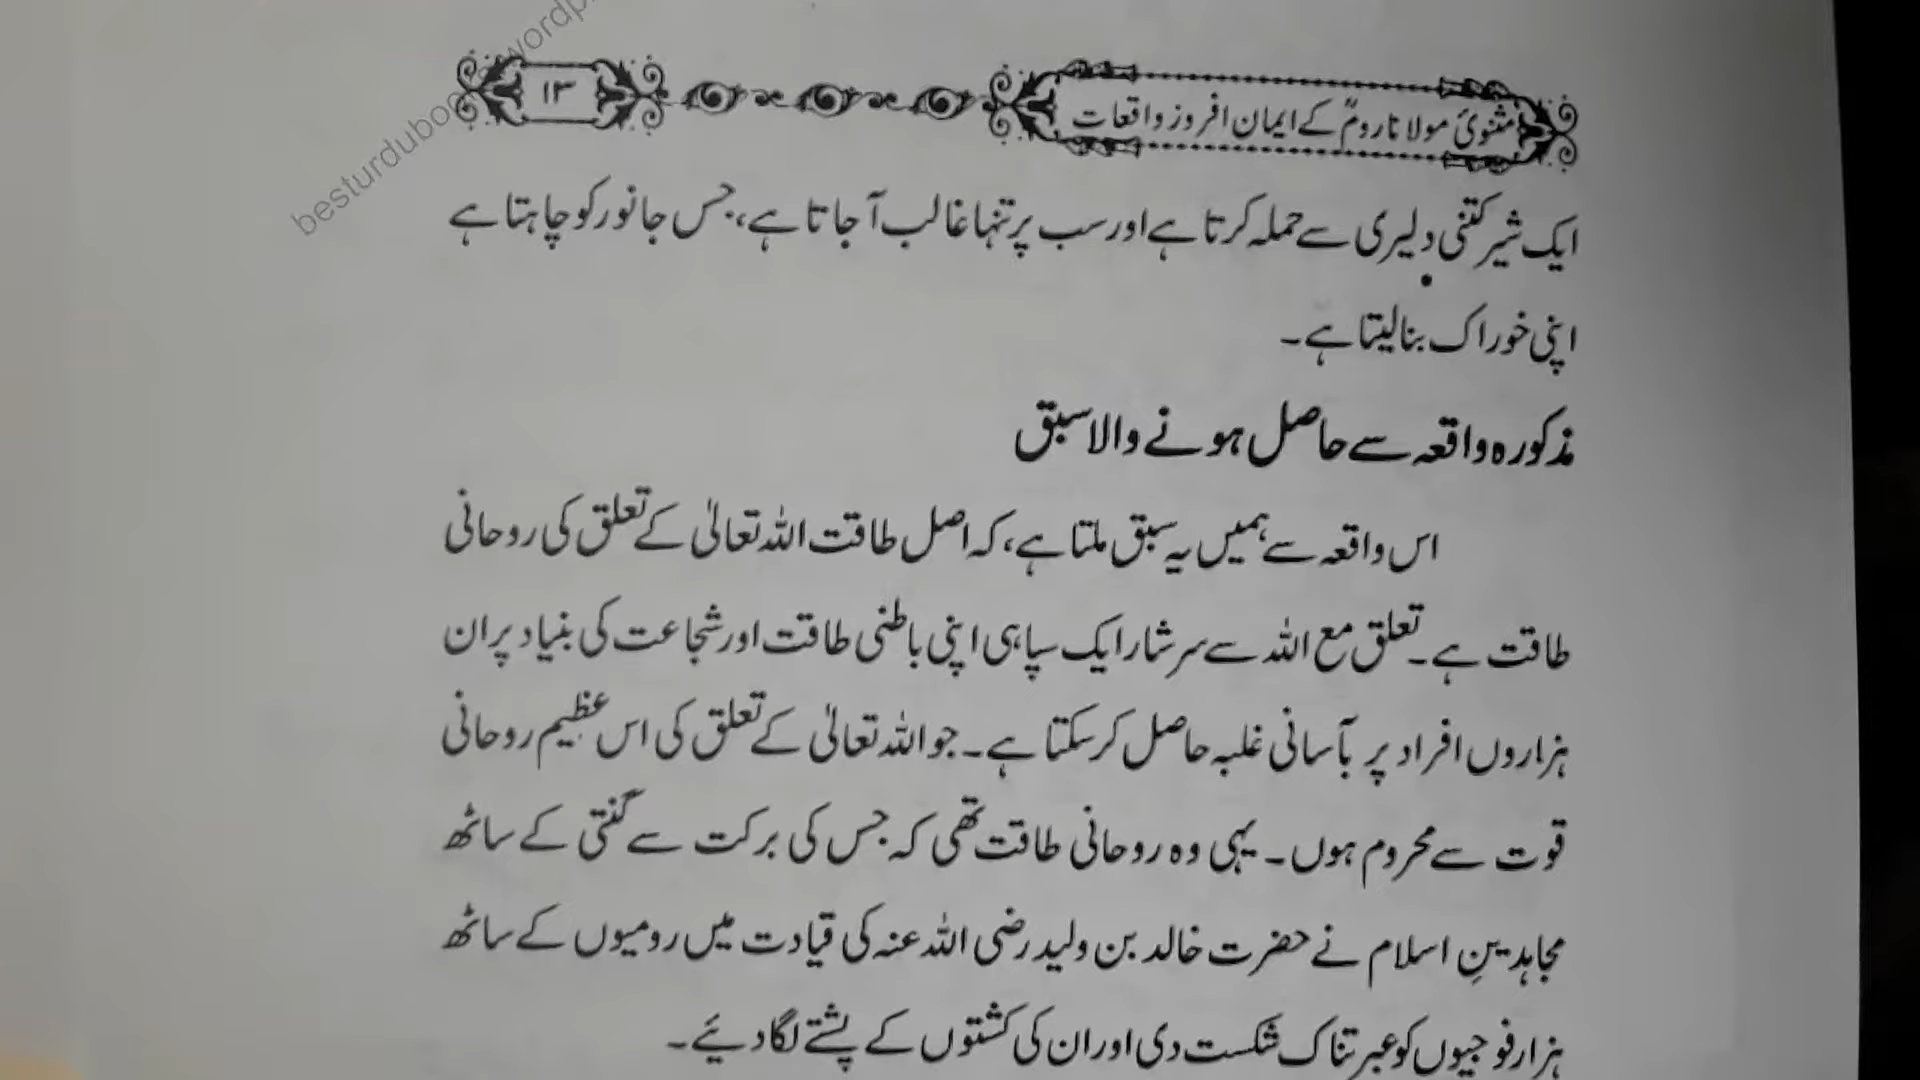 مثنویٔ مولانا رومؒ کے ایمان افروز واقعات ۱۳
ایک شیر کتنی دلیری سے حملہ کرتا ہے اور سب پر تنہا غالب آ جاتا ہے، جس جانور کو چاہتا ہے
اپنی خوراک بنا لیتا ہے۔
مذکورہ واقعہ سے حاصل ہونے والا سبق
اس واقعہ سے ہمیں یہ سبق ملتا ہے، کہ اصل طاقت اللہ تعالیٰ کے تعلق کی روحانی
طاقت ہے۔ تعلق مع اللہ سے سرشار ایک سپاہی اپنی باطنی طاقت اور شجاعت کی بنیاد پر ان
ہزاروں افراد پر بآسانی غلبہ حاصل کر سکتا ہے۔ جو اللہ تعالیٰ کے تعلق کی اس عظیم روحانی
قوت سے محروم ہوں۔ یہی وہ روحانی طاقت تھی کہ جس کی برکت سے گنتی کے ساٹھ
مجاہدینِ اسلام نے حضرت خالد بن ولید رضی اللہ عنہ کی قیادت میں رومیوں کے ساٹھ
ہزار فوجیوں کو عبرتناک شکست دی اور ان کی کشتوں کے پشتے لگا دیئے۔